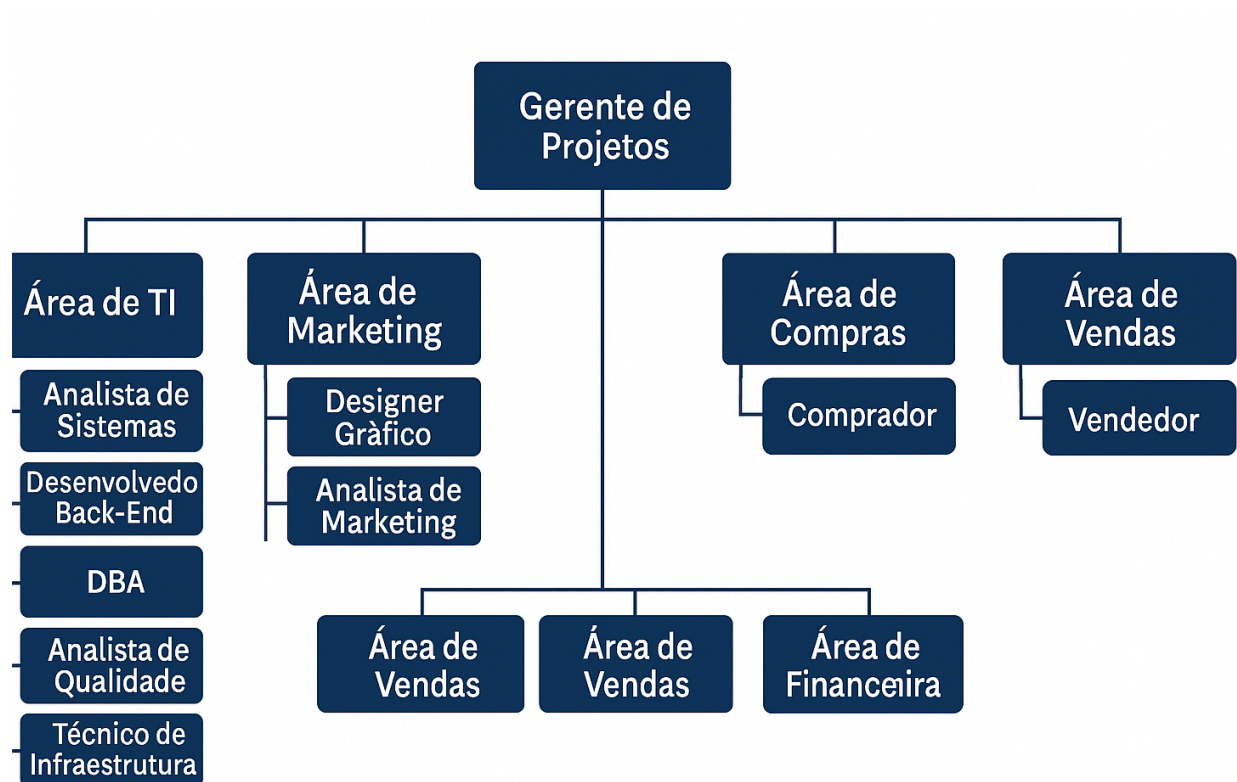 Gerente de
Projetos
Área de TI
Área de
Marketing
Área de
Compras
Área de
Vendas
Analista de
Sistemas
Desenvolvedo
Back-End
DBA
Analista de
Qualidade
Técnico de
Infraestrutura
Designer
Gràfico
Analista de
Marketing
Comprador
Vendedor
Área de
Vendas
Área de
Vendas
Área de
Financeira